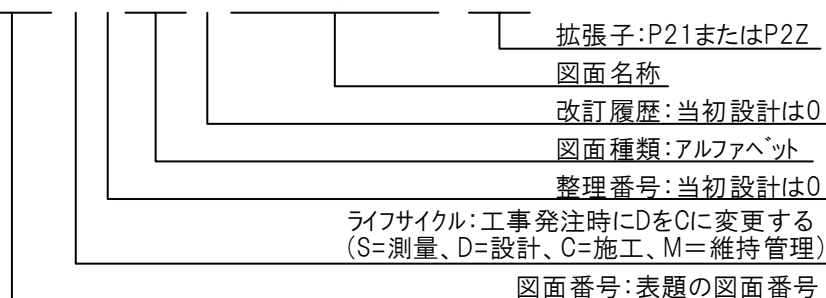 拡張子:P21またはP2Z
図面名称
改訂履歴:当初設計は0
図面種類:アルファベット
整理番号:当初設計は0
ライフサイクル:工事発注時にDをCに変更する
(S=測量、D=設計、C=施工、M=維持管理)
図面番号:表題の図面番号